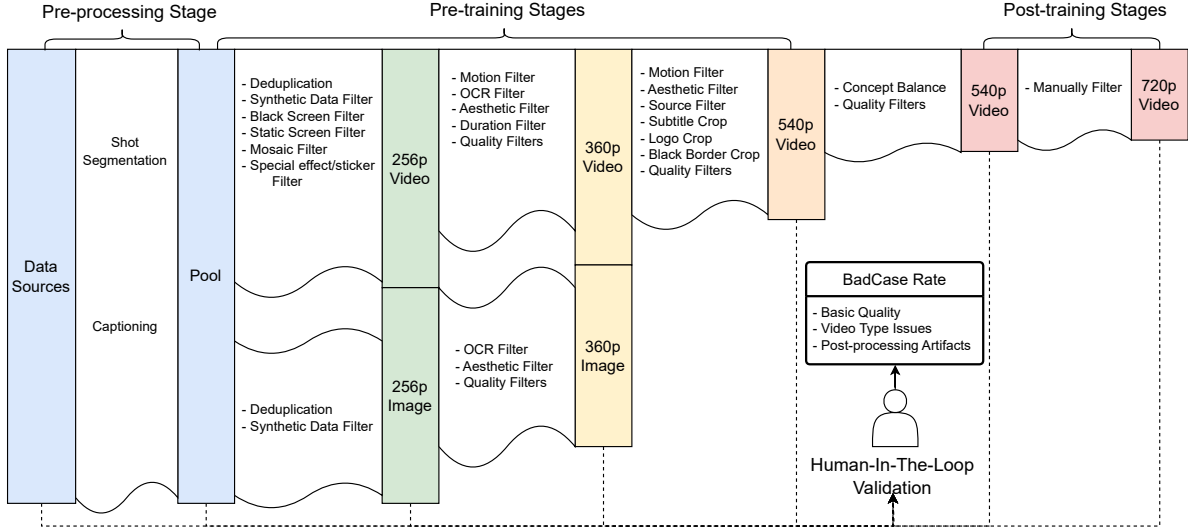 Pre-processing Stage
Pre-training Stages
Post-training Stages
Data
Sources
Shot
Segmentation
Captioning
Pool
- Deduplication
- Synthetic Data Filter
- Black Screen Filter
- Static Screen Filter
- Mosaic Filter
- Special effect/sticker
Filter
- Deduplication
- Synthetic Data Filter
256p
Video
256p
Image
- Motion Filter
- OCR Filter
- Aesthetic Filter
- Duration Filter
- Quality Filters
- OCR Filter
- Aesthetic Filter
- Quality Filters
360p
Video
360p
Image
- Motion Filter
- Aesthetic Filter
- Source Filter
- Subtitle Crop
- Logo Crop
- Black Border Crop
- Quality Filters
540p
Video
- Concept Balance
- Quality Filters
540p
Video
- Manually Filter
720p
Video
BadCase Rate
- Basic Quality
- Video Type Issues
- Post-processing Artifacts
Human-In-The-Loop
Validation